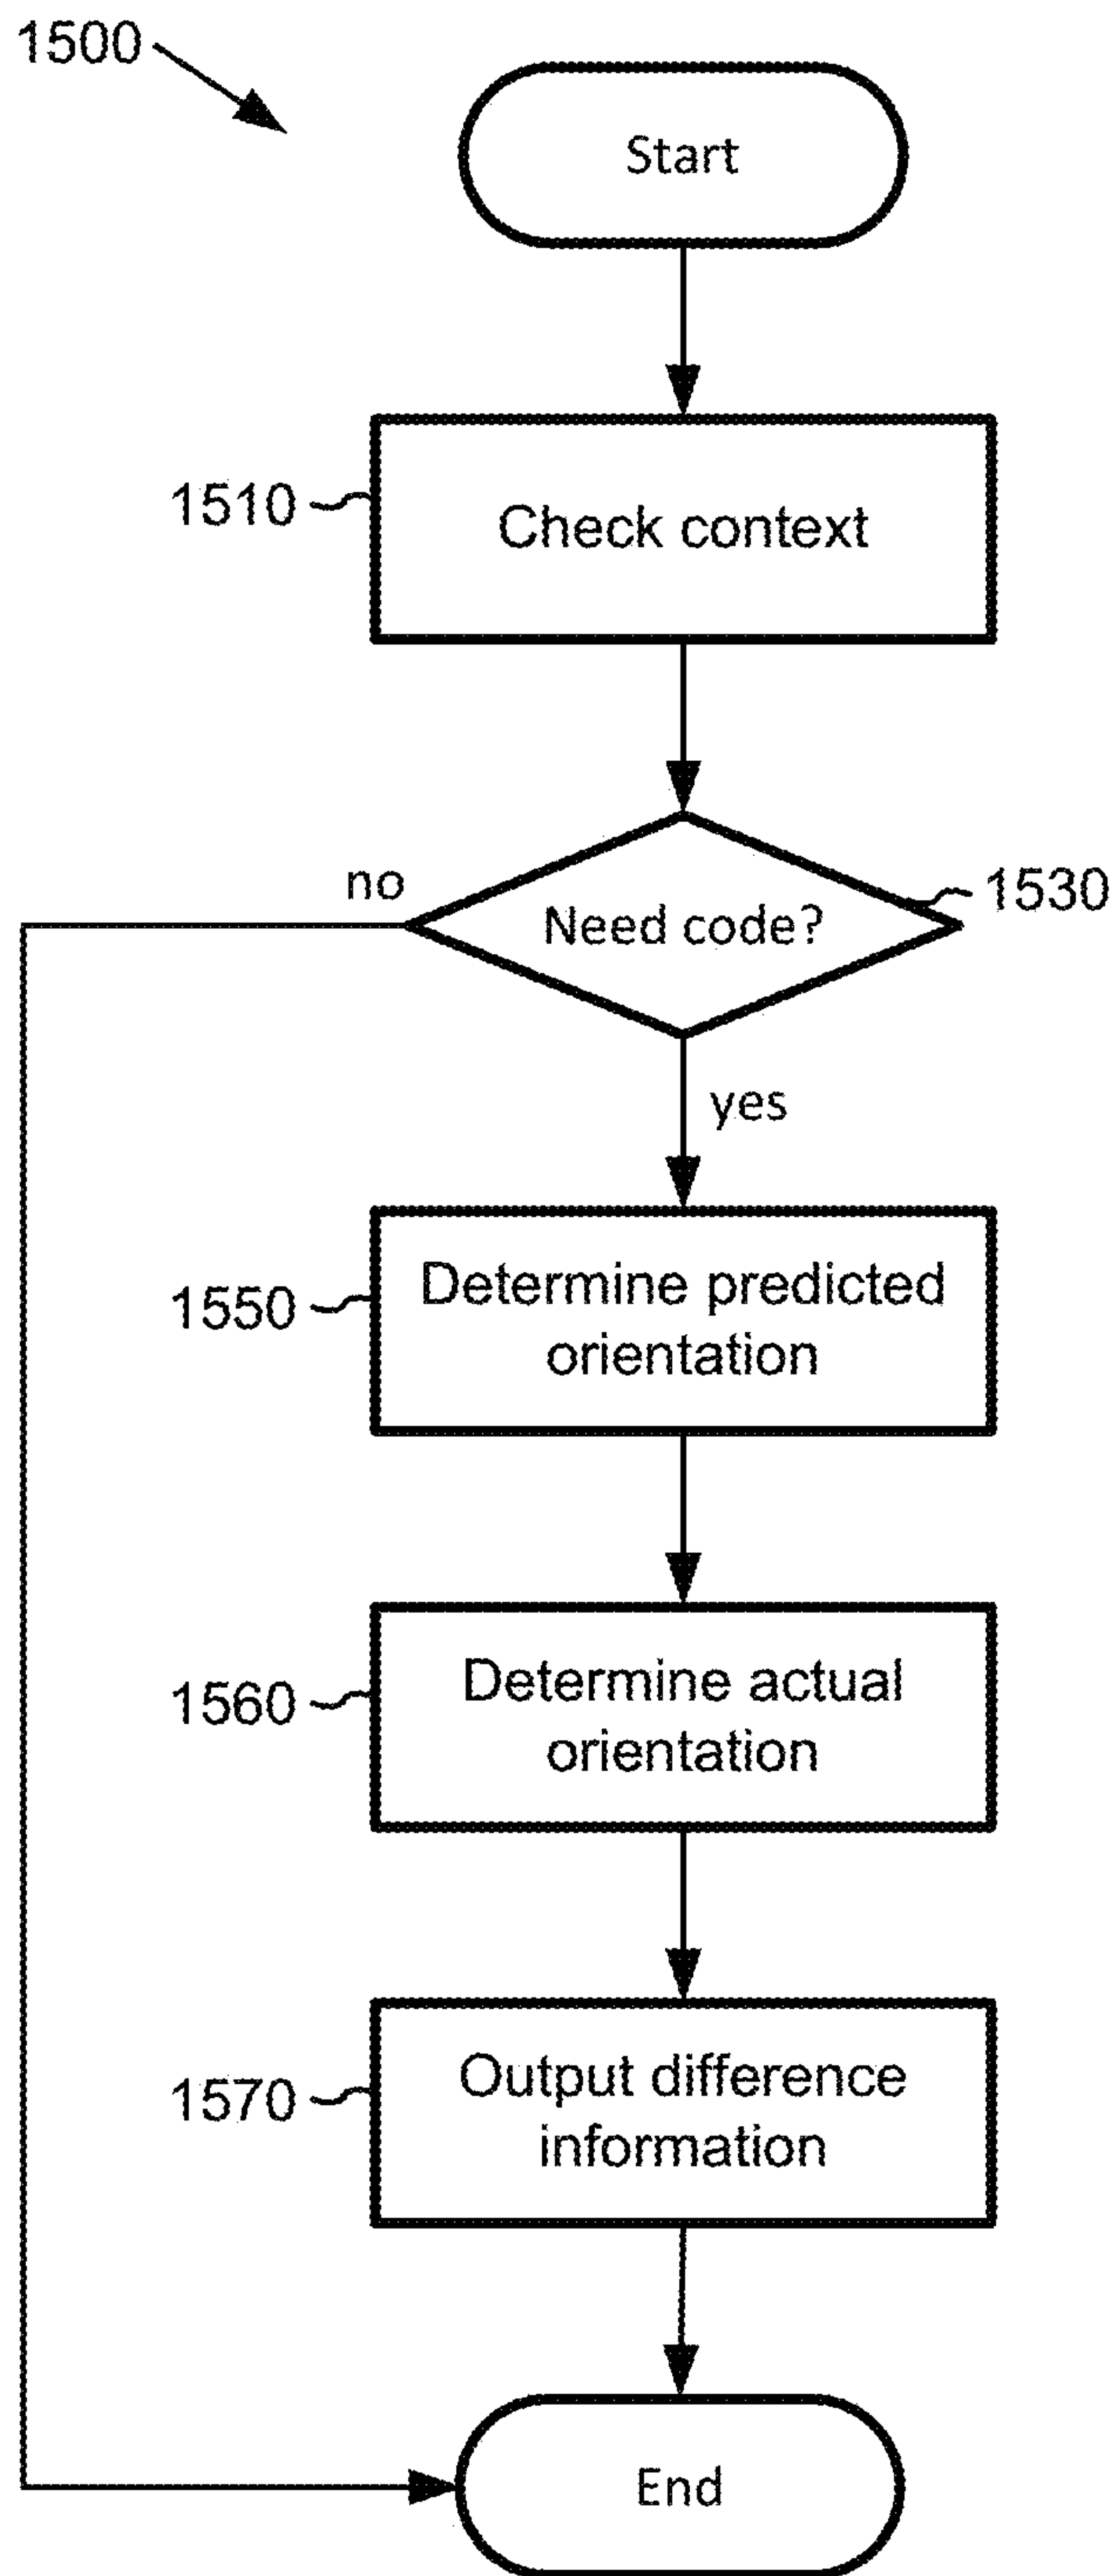 1500
Start
1510
Check context
no
1530
Need code?
yes
1550
Determine predicted
orientation
1560
Determine actual
orientation
1570
Output difference
information
End